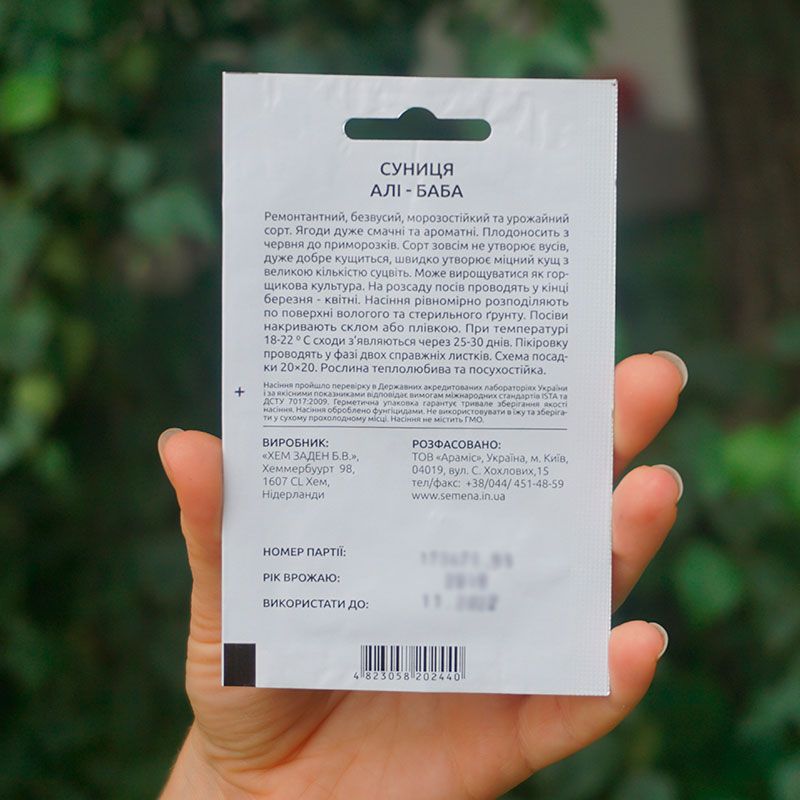 СУНИЦЯ
АЛІ - БАБА
Ремонтантний, безвусий, морозостійкий та урожайний
сорт. Ягоди дуже смачні та ароматні. Плодоносить з
червня до приморозків. Сорт зовсім не утворює вусів,
дуже добре кущиться, швидко утворює міцний кущ з
великою кількістю суцвіть. Може вирощуватися як гор-
щикова культура. На розсаду посів проводять у кінці
березня - квітні. Насіння рівномірно розподіляють
по поверхні вологого та стерильного ґрунту. Посіви
накривають склом або плівкою. При температурі
18-22 º С сходи з’являються через 25-30 днів. Пікіровку
проводять у фазі двох справжніх листків. Схема посад-
ки 20×20. Рослина теплолюбива та посухостійка.
+
Насіння пройшло перевірку в Державних акредитованих лабораторіях України
і за якісними показниками відповідає вимогам міжнародних стандартів ISTA та
ДСТУ 7017:2009. Герметична упаковка гарантує тривале зберігання якості
насіння. Насіння оброблено фунгіцидами. Не використовувати в їжу та зберіга-
ти у сухому прохолодному місці. Насіння не містить ГМО.
ВИРОБНИК:
«ХЕМ ЗАДЕН Б.В.»,
Хеммербуурт 98,
1607 CL Хем,
Нідерланди
РОЗФАСОВАНО:
ТОВ «Араміс», Україна, м. Київ,
04019, вул. С. Хохлових,15
тел/факс: +38/044/ 451-48-59
www.semena.in.ua
НОМЕР ПАРТІЇ:
РІК ВРОЖАЮ:
ВИКОРИСТАТИ ДО: 11.2022
4 823058 202440